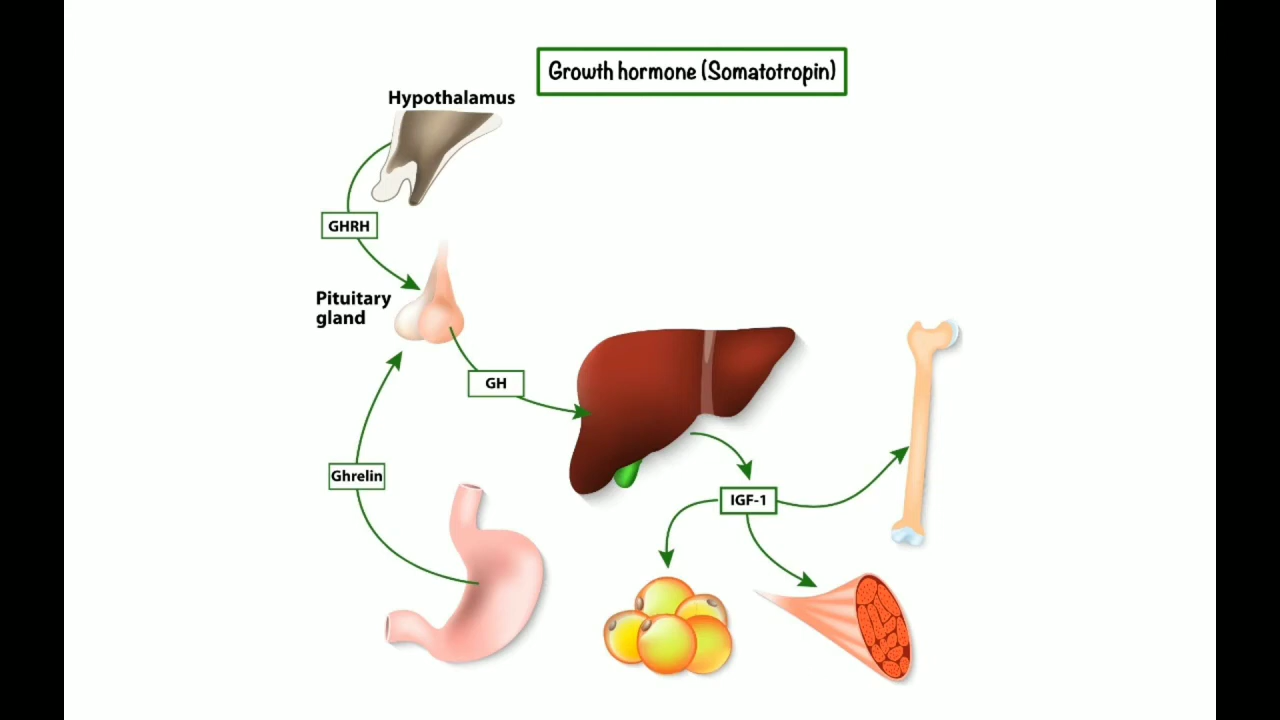 Growth hormone (Somatotropin)
Hypothalamus
GHRH
Pituitary
gland
GH
Ghrelin
IGF-1